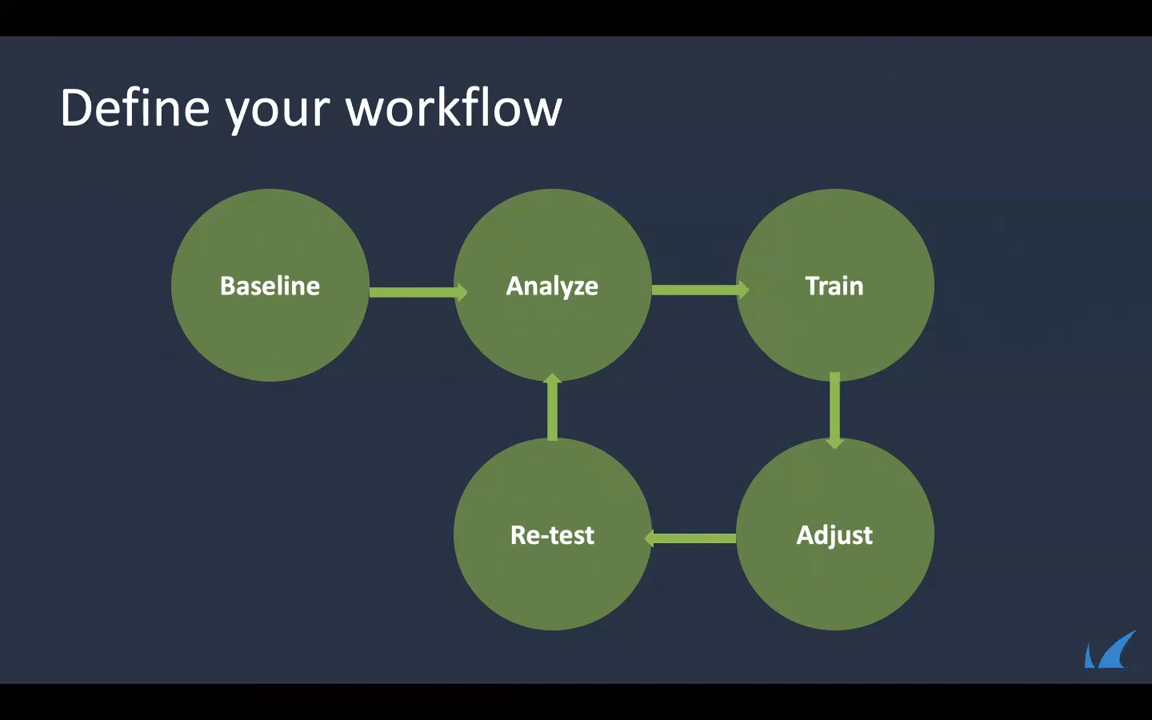 Define your workflow
Baseline
Analyze
Train
Re-test
Adjust